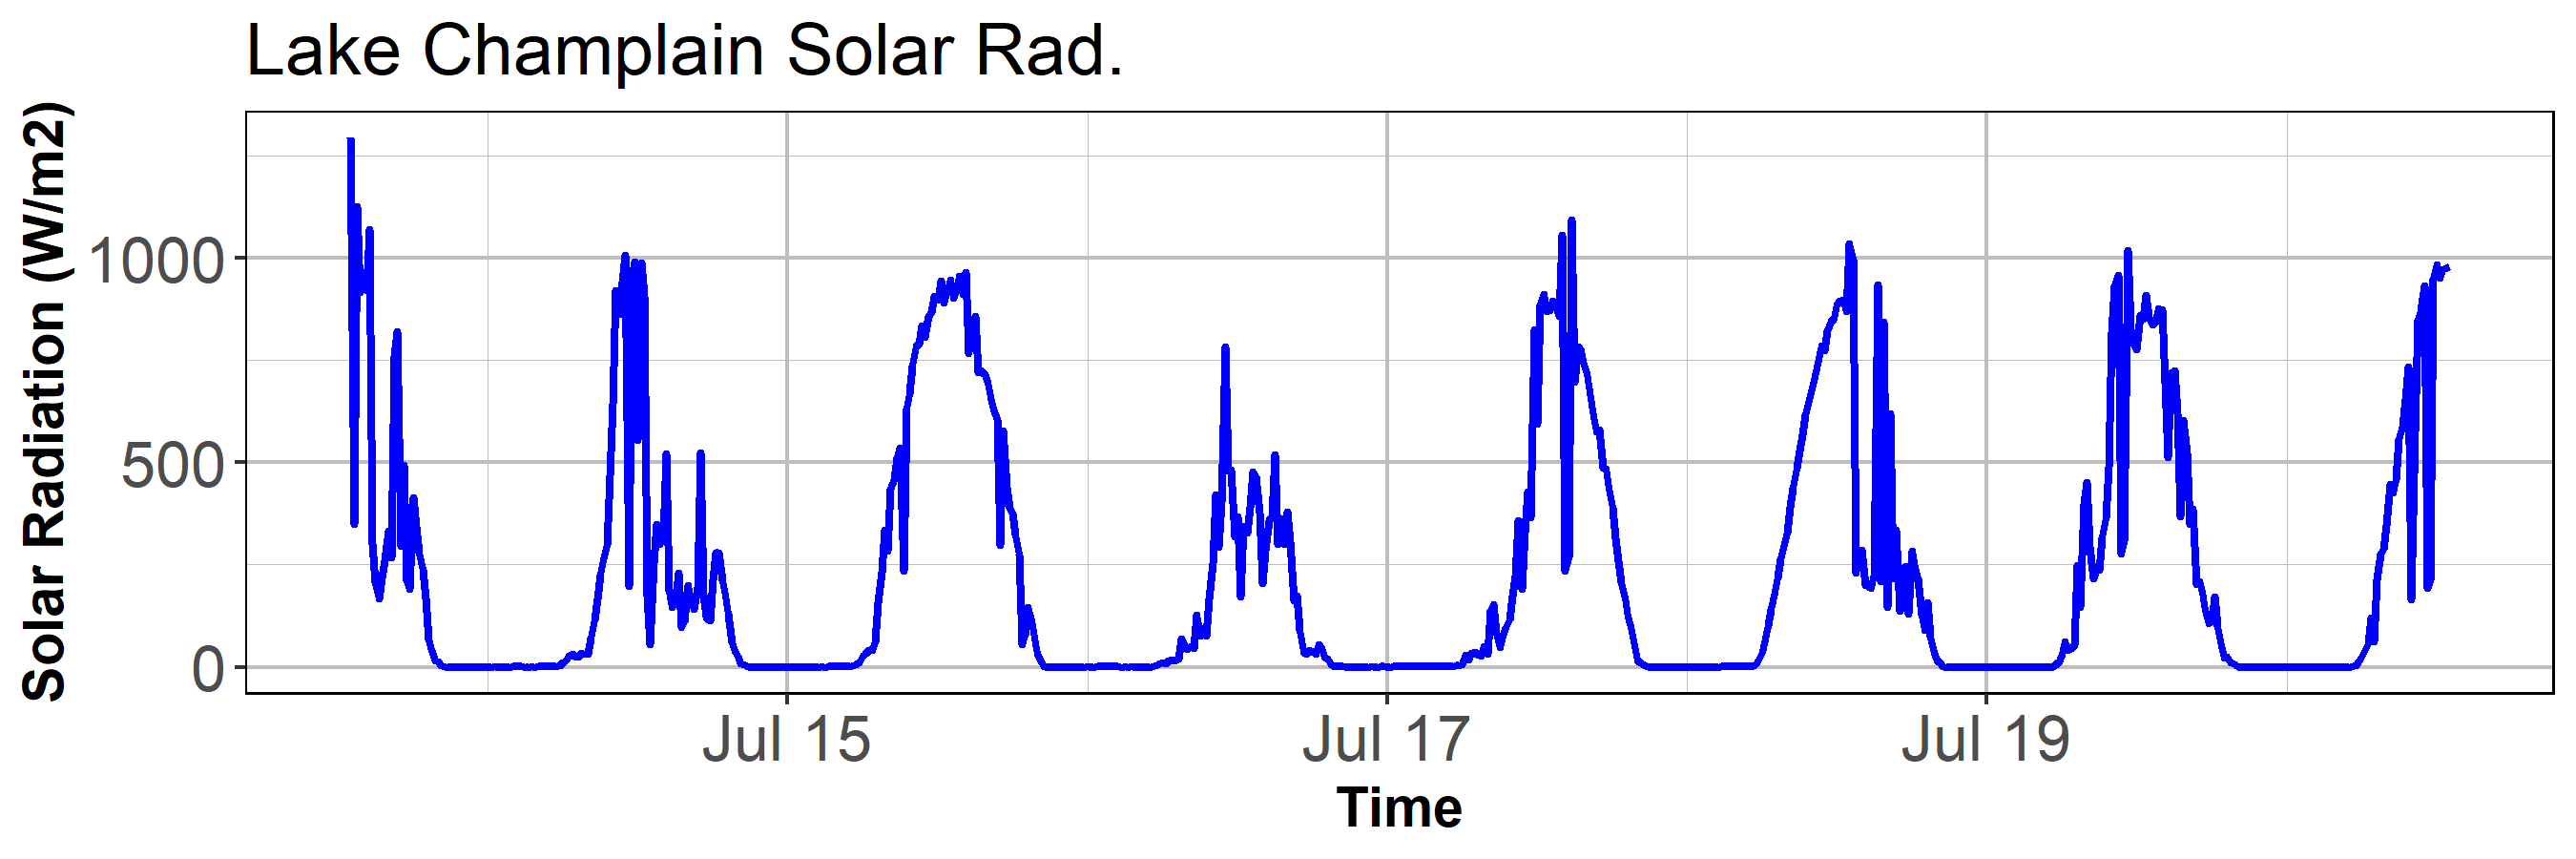 Lake Champlain Solar Rad.
Solar Radiation (W/m2)
1000
500
0
Jul 15
Jul 17
Jul 19
Time